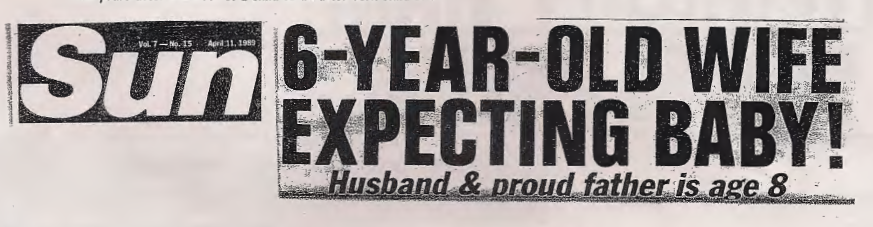 Sun
Vol. 7 — No. 15 April 11, 1989
6-YEAR-OLD WIFE
EXPECTING BABY!
Husband & proud father is age 8